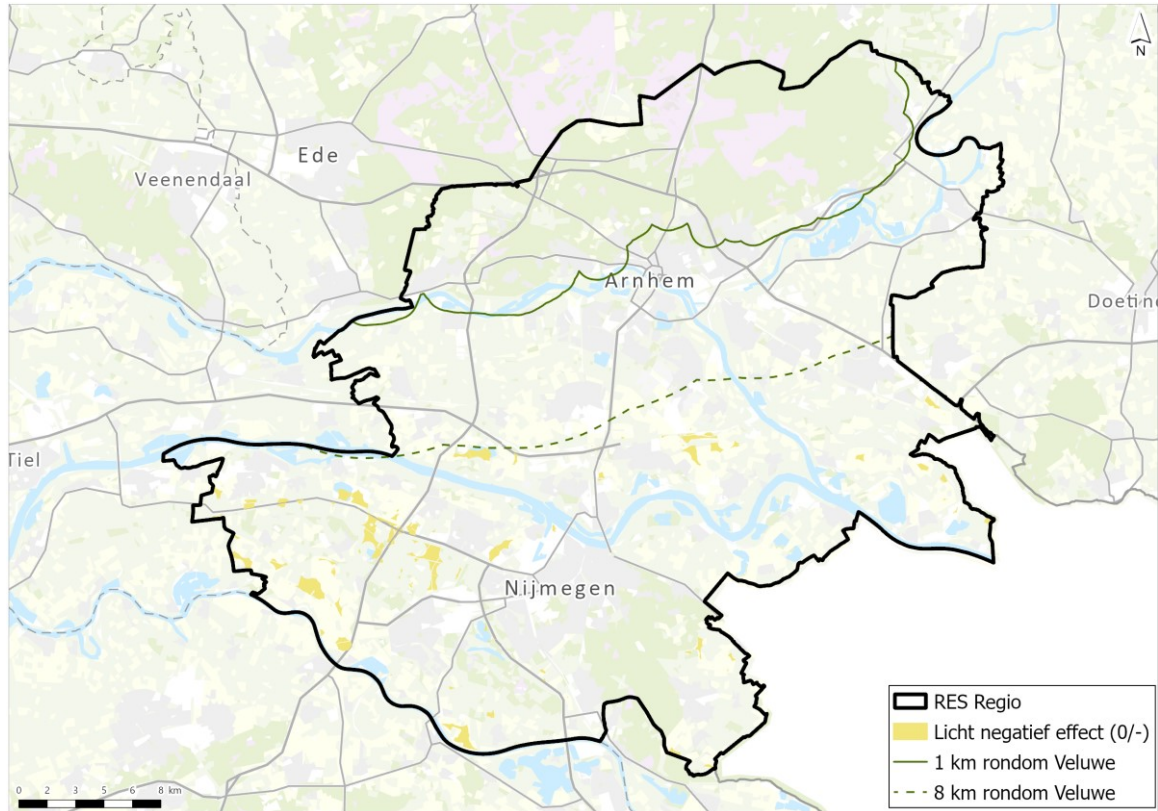 N
Ede
Veenendaal
Arnhem
Doetinc
Tiel
Nijmegen
RES Regio
Licht negatief effect (0/-)
1 km rondom Veluwe
8 km rondom Veluwe
0 2 3 5 6 8 km